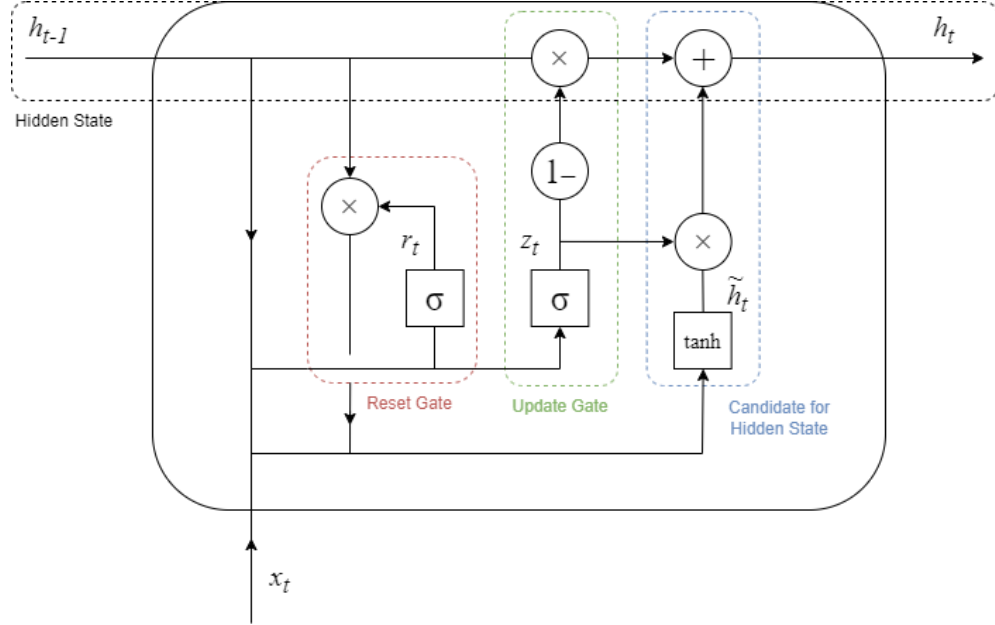 h_{t-1}
h_t
×
+
Hidden State
1-
×
r_t
z_t
×
σ
σ
h̃_t
tanh
Reset Gate
Update Gate
Candidate for
Hidden State
x_t